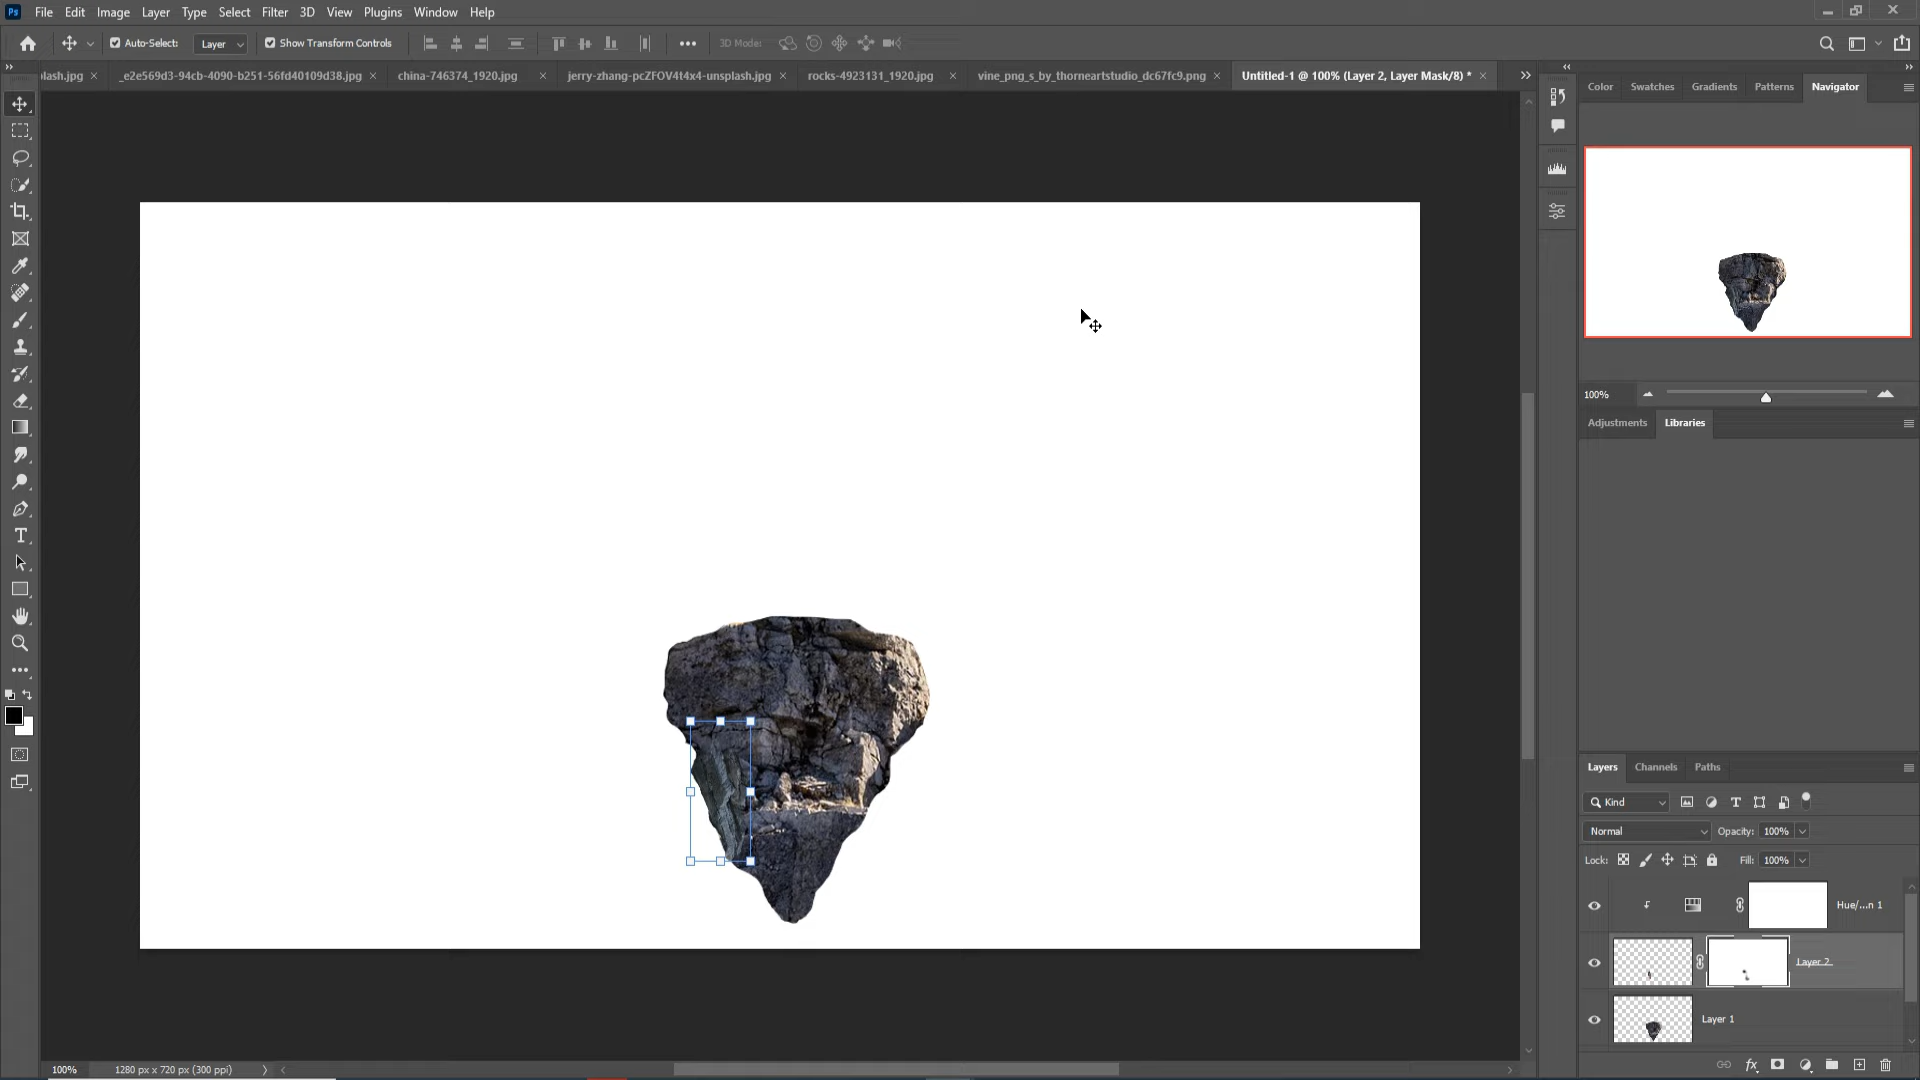 Ps File Edit Image Layer Type Select Filter 3D View Plugins Window Help
Auto-Select: Layer Show Transform Controls 3D Mode:
lash.jpg _e2e569d3-94cb-4090-b251-56fd40109d38.jpg china-746374_1920.jpg jerry-zhang-pcZFOV4t4x4-unsplash.jpg rocks-4923131_1920.jpg vine_png_s_by_thorneartstudio_dc67fc9.png Untitled-1 @ 100% (Layer 2, Layer Mask/8) *
Color Swatches Gradients Patterns Navigator
100%
Adjustments Libraries
Layers Channels Paths
Kind
Normal Opacity: 100%
Lock: Fill: 100%
Hue/...n 1
Layer 2
Layer 1
100% 1280 px x 720 px (300 ppi)